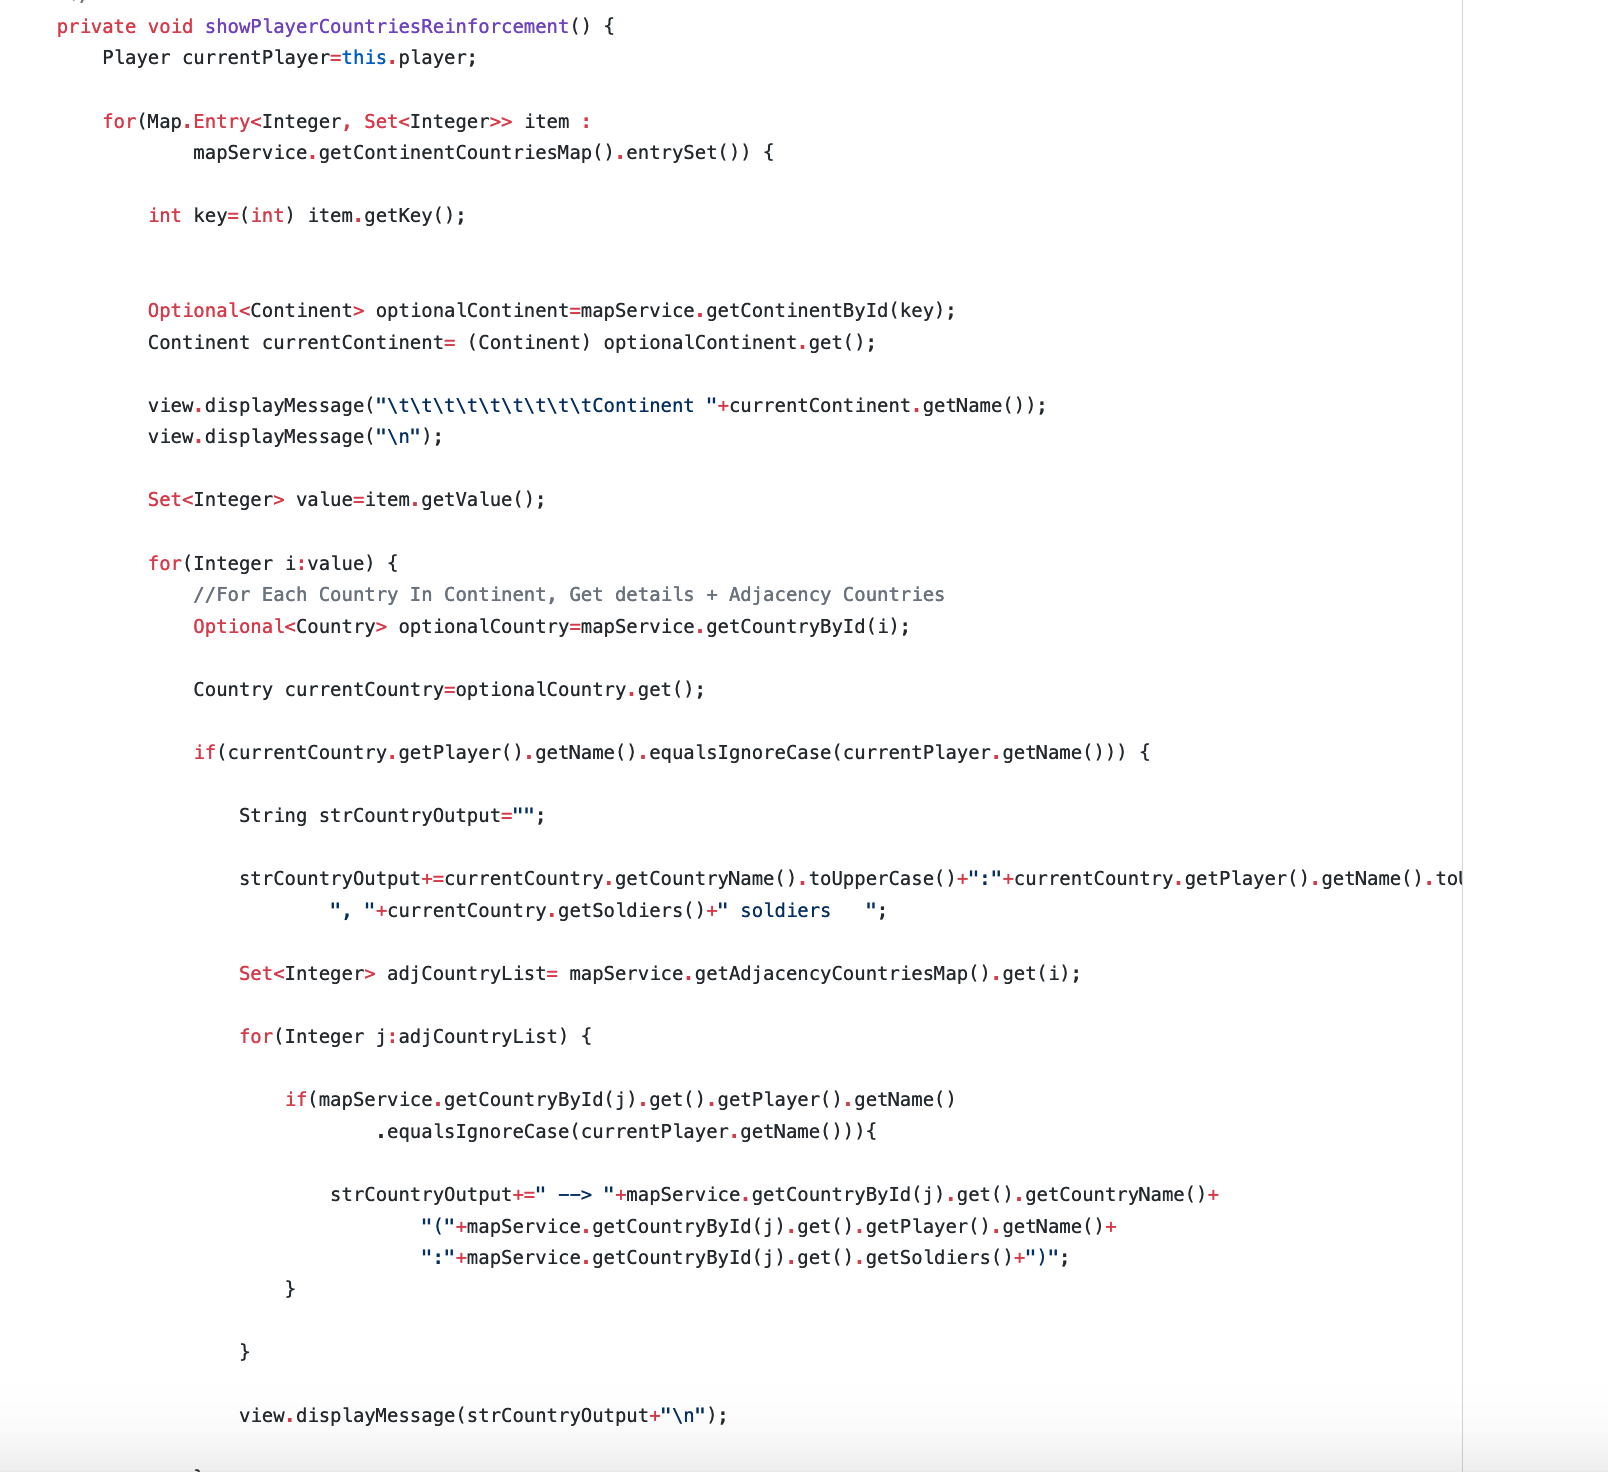 private void showPlayerCountriesReinforcement() {
Player currentPlayer=this.player;
for(Map.Entry<Integer, Set<Integer>> item :
mapService.getContinentCountriesMap().entrySet()) {
int key=(int) item.getKey();
Optional<Continent> optionalContinent=mapService.getContinentById(key);
Continent currentContinent= (Continent) optionalContinent.get();
view.displayMessage("\t\t\t\t\t\t\t\t\tContinent "+currentContinent.getName());
view.displayMessage("\n");
Set<Integer> value=item.getValue();
for(Integer i:value) {
//For Each Country In Continent, Get details + Adjacency Countries
Optional<Country> optionalCountry=mapService.getCountryById(i);
Country currentCountry=optionalCountry.get();
if(currentCountry.getPlayer().getName().equalsIgnoreCase(currentPlayer.getName())) {
String strCountryOutput="";
strCountryOutput+=currentCountry.getCountryName().toUpperCase()+":"+currentCountry.getPlayer().getName().to
", "+currentCountry.getSoldiers()+" soldiers   ";
Set<Integer> adjCountryList= mapService.getAdjacencyCountriesMap().get(i);
for(Integer j:adjCountryList) {
if(mapService.getCountryById(j).get().getPlayer().getName()
.equalsIgnoreCase(currentPlayer.getName())){
strCountryOutput+=" --> "+mapService.getCountryById(j).get().getCountryName()+
"("+mapService.getCountryById(j).get().getPlayer().getName()+
":"+mapService.getCountryById(j).get().getSoldiers()+")";
}
}
view.displayMessage(strCountryOutput+"\n");